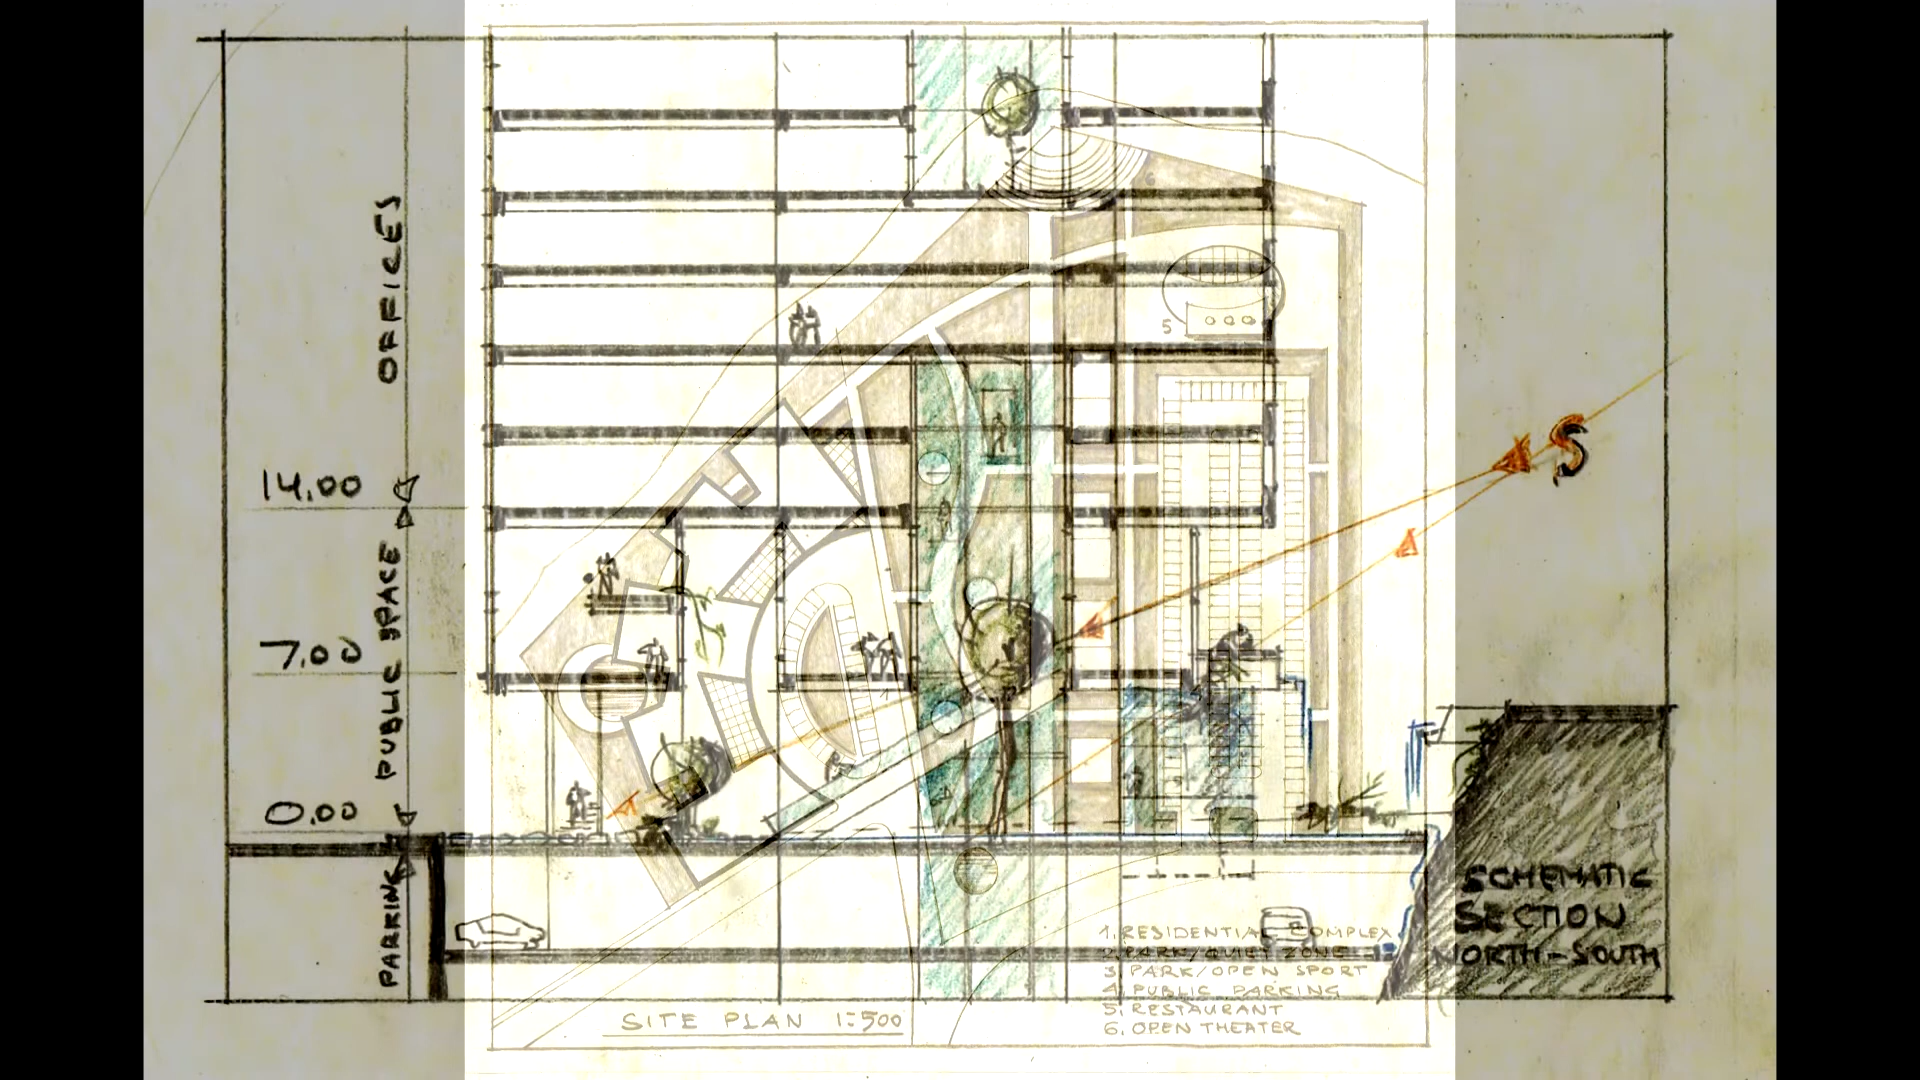 OFFICES
14.00
PUBLIC SPACE
7.00
0.00
PARKING
S
5
6
SCHEMATIC
SECTION
NORTH-SOUTH
1. RESIDENTIAL COMPLEX
2. PARK/QUIET ZONE
3. PARK/OPEN SPORT
4. PUBLIC PARKING
5. RESTAURANT
6. OPEN THEATER
SITE PLAN 1:500